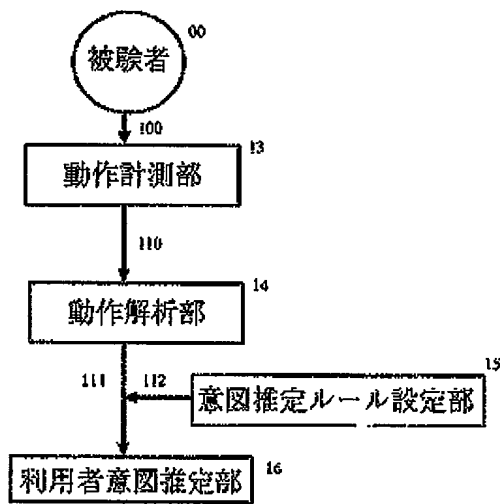 00
被験者
100
13
動作計測部
110
14
動作解析部
111
112
15
意図推定ルール設定部
16
利用者意図推定部